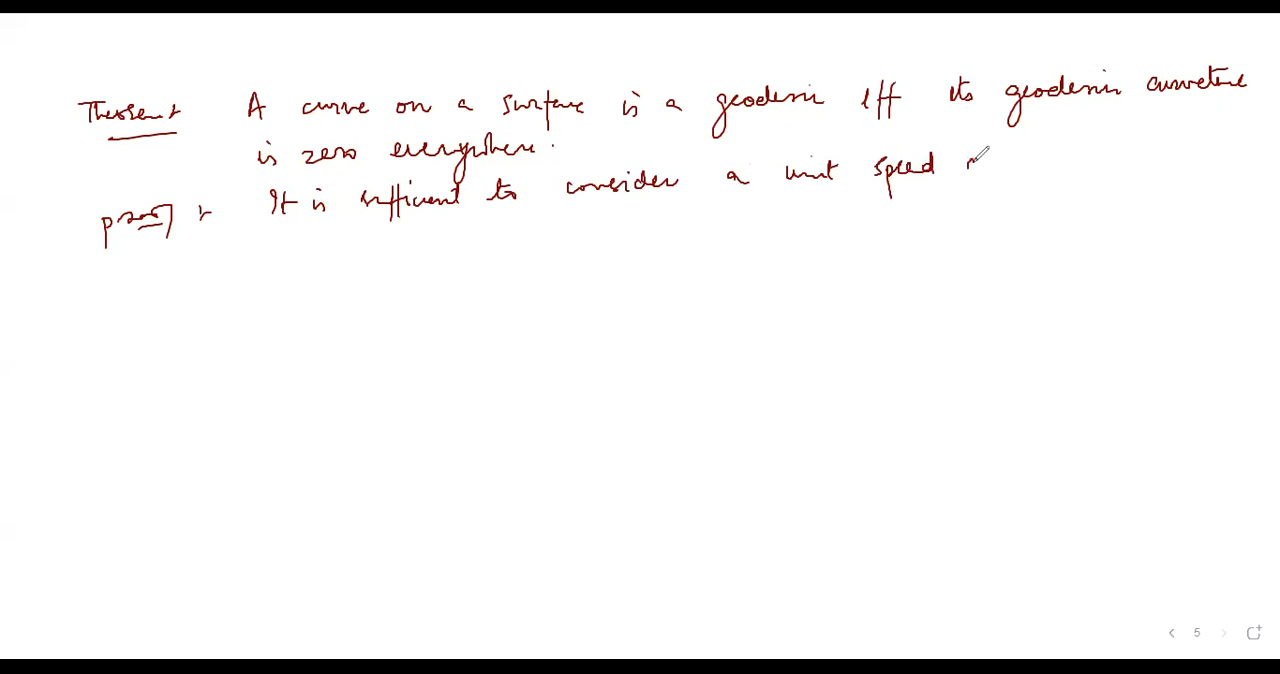 Theorem : A curve on a surface is a geodesic iff its geodesic curvature
is zero everywhere.
proof : It is sufficient to consider a unit speed
5